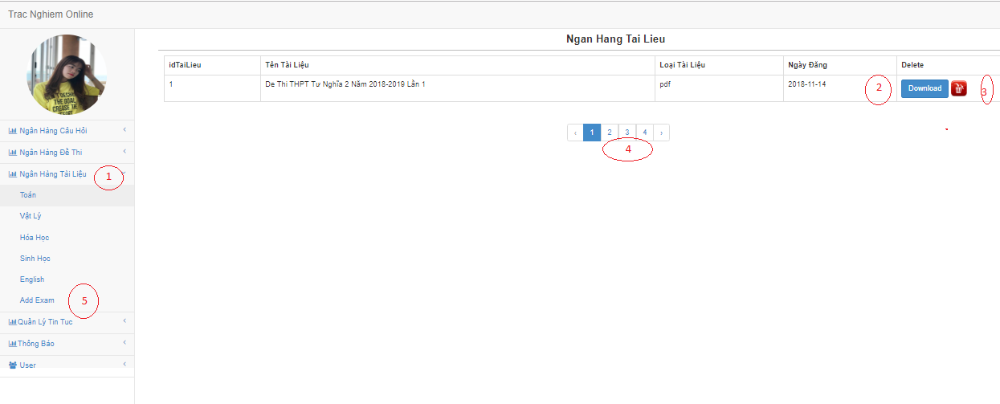 Trac Nghiem Online
Ngan Hang Tai Lieu
idTaiLieu Tên Tài Liệu Loại Tài Liệu Ngày Đăng Delete
1 De Thi THPT Tư Nghĩa 2 Năm 2018-2019 Lần 1 pdf 2018-11-14 2 Download 3
‹ 1 2 3 4 ›
4
Ngân Hàng Câu Hỏi
Ngân Hàng Đề Thi
Ngân Hàng Tài Liệu 1
Toán
Vật Lý
Hóa Học
Sinh Học
English
Add Exam 5
Quản Lý Tin Tuc
Thông Báo
User